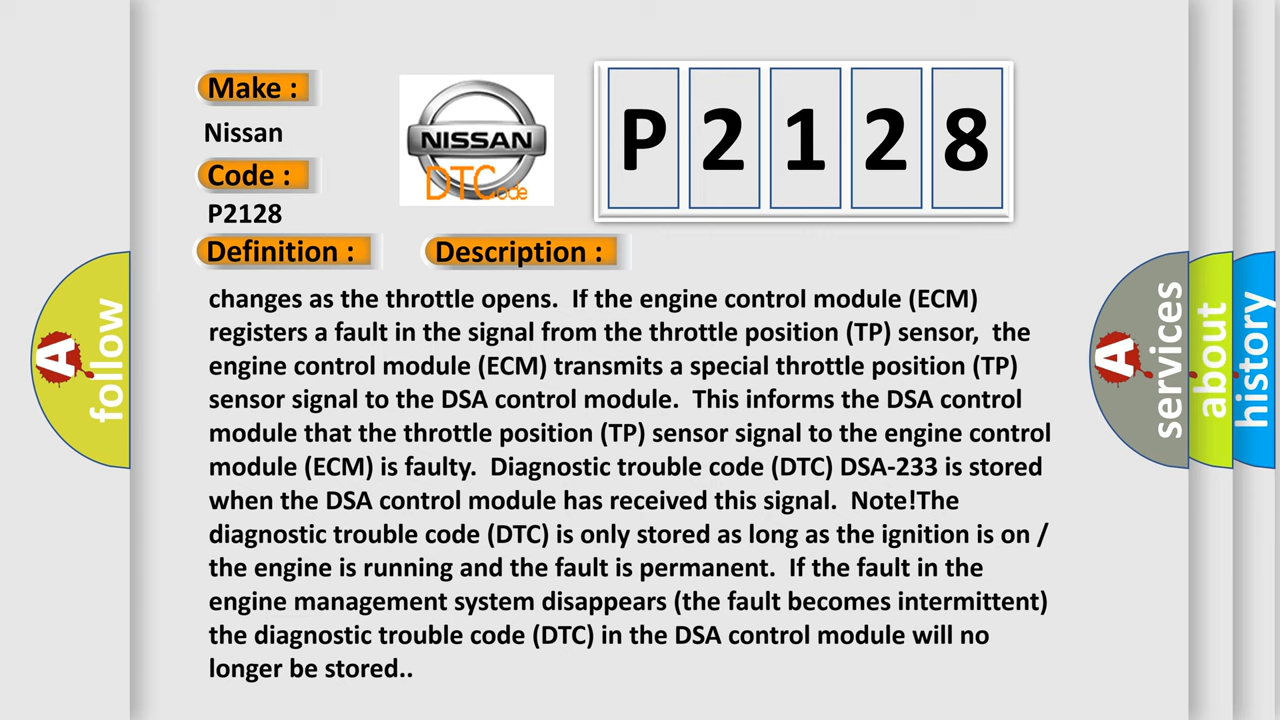 Make :
Nissan
Code :
P2128
Definition :
Description :
NISSAN
DTCode
P 2 1 2 8
changes as the throttle opens. If the engine control module (ECM)
registers a fault in the signal from the throttle position (TP) sensor, the
engine control module (ECM) transmits a special throttle position (TP)
sensor signal to the DSA control module. This informs the DSA control
module that the throttle position (TP) sensor signal to the engine control
module (ECM) is faulty. Diagnostic trouble code (DTC) DSA-233 is stored
when the DSA control module has received this signal. Note!The
diagnostic trouble code (DTC) is only stored as long as the ignition is on /
the engine is running and the fault is permanent. If the fault in the
engine management system disappears (the fault becomes intermittent)
the diagnostic trouble code (DTC) in the DSA control module will no
longer be stored..
A
follow
A
services
about
history